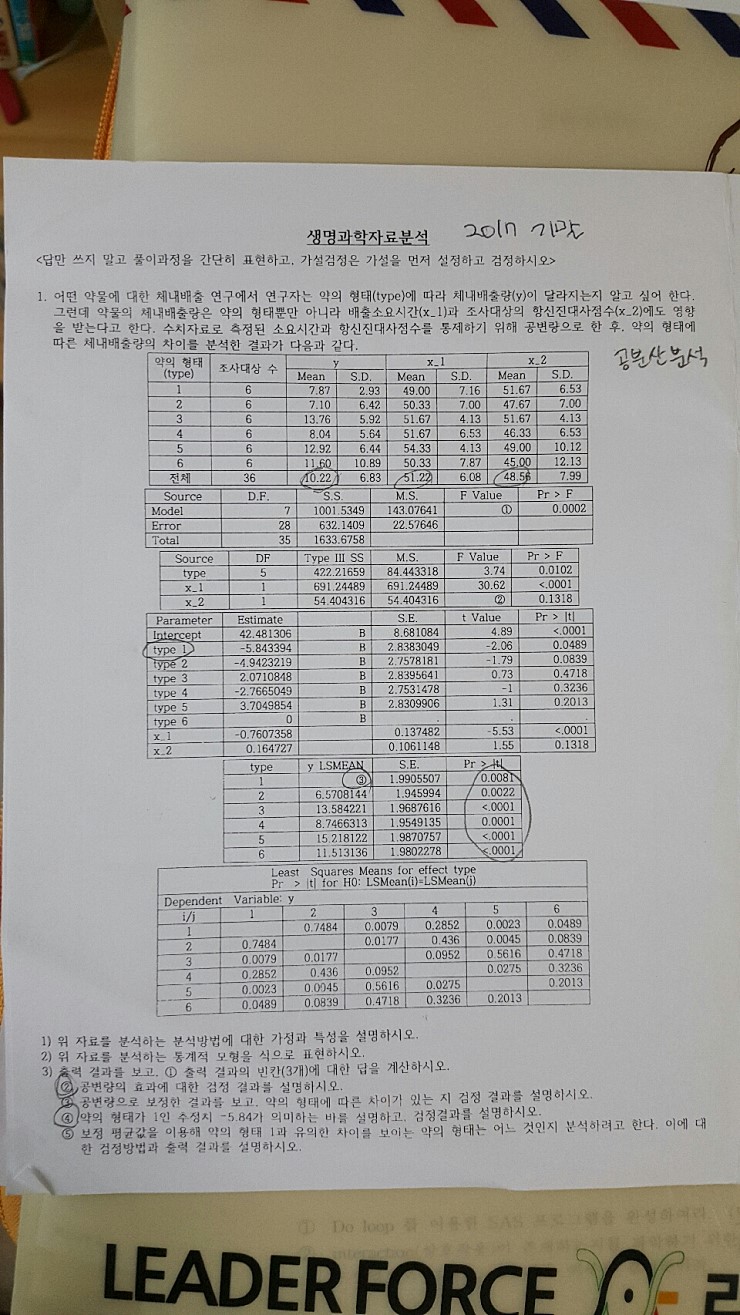 생명과학자료분석 2017 기말
<답만 쓰지 말고 풀이과정을 간단히 표현하고, 가설검정은 가설을 먼저 설정하고 검정하시오>
1. 어떤 약물에 대한 체내배출 연구에서 연구자는 약의 형태(type)에 따라 체내배출량(y)이 달라지는지 알고 싶어 한다.
그런데 약물의 체내배출량은 약의 형태뿐만 아니라 배출소요시간(x_1)과 조사대상의 항신진대사점수(x_2)에도 영향
을 받는다고 한다. 수치자료로 측정된 소요시간과 항신진대사점수를 통제하기 위해 공변량으로 한 후, 약의 형태에
따른 체내배출량의 차이를 분석한 결과가 다음과 같다.
공분산분석
약의 형태 (type) 조사대상 수 y x_1 x_2
Mean S.D. Mean S.D. Mean S.D.
1 6 7.87 2.93 49.00 7.16 51.67 6.53
2 6 7.10 6.42 50.33 7.00 47.67 7.00
3 6 13.76 5.92 51.67 4.13 51.67 4.13
4 6 8.04 5.64 51.67 6.53 46.33 6.53
5 6 12.92 6.44 54.33 4.13 49.00 10.12
6 6 11.60 10.89 50.33 7.87 45.00 12.13
전체 36 10.22 6.83 51.22 6.08 48.56 7.99
Source D.F. S.S. M.S. F Value Pr > F
Model 7 1001.5349 143.07641 ① 0.0002
Error 28 632.1409 22.57646
Total 35 1633.6758
Source DF Type III SS M.S. F Value Pr > F
type 5 422.21659 84.443318 3.74 0.0102
x_1 1 691.24489 691.24489 30.62 <.0001
x_2 1 54.404316 54.404316 ② 0.1318
Parameter Estimate S.E. t Value Pr > |t|
Intercept 42.481306 B 8.681084 4.89 <.0001
type 1 -5.843394 B 2.8383049 -2.06 0.0489
type 2 -4.9423219 B 2.7578181 -1.79 0.0839
type 3 2.0710848 B 2.8395641 0.73 0.4718
type 4 -2.7665049 B 2.7531478 -1 0.3236
type 5 3.7049854 B 2.8309906 1.31 0.2013
type 6 0 B . . .
x_1 -0.7607358 0.137482 -5.53 <.0001
x_2 0.164727 0.1061148 1.55 0.1318
type y LSMEAN S.E. Pr > |t|
1 ③ 1.9905507 0.0081
2 6.5708144 1.945994 0.0022
3 13.584221 1.9687616 <.0001
4 8.7466313 1.9549135 0.0001
5 15.218122 1.9870757 <.0001
6 11.513136 1.9802278 <.0001
Least Squares Means for effect type
Pr > |t| for H0: LSMean(i)=LSMean(j)
Dependent Variable: y
i/j 1 2 3 4 5 6
1 0.7484 0.0079 0.2852 0.0023 0.0489
2 0.7484 0.0177 0.436 0.0045 0.0839
3 0.0079 0.0177 0.0952 0.5616 0.4718
4 0.2852 0.436 0.0952 0.0275 0.3236
5 0.0023 0.0045 0.5616 0.0275 0.2013
6 0.0489 0.0839 0.4718 0.3236 0.2013
1) 위 자료를 분석하는 분석방법에 대한 가정과 특성을 설명하시오.
2) 위 자료를 분석하는 통계적 모형을 식으로 표현하시오.
3) 출력 결과를 보고, ① 출력 결과의 빈칸(3개)에 대한 답을 계산하시오.
② 공변량의 효과에 대한 검정 결과를 설명하시오.
③ 공변량으로 보정한 결과를 보고, 약의 형태에 따른 차이가 있는 지 검정 결과를 설명하시오.
④ 약의 형태가 1인 추정치 -5.84가 의미하는 바를 설명하고, 검정결과를 설명하시오.
⑤ 보정 평균값을 이용해 약의 형태 1과 유의한 차이를 보이는 약의 형태는 어느 것인지 분석하려고 한다. 이에 대
한 검정방법과 출력 결과를 설명하시오.
LEADER FORCE